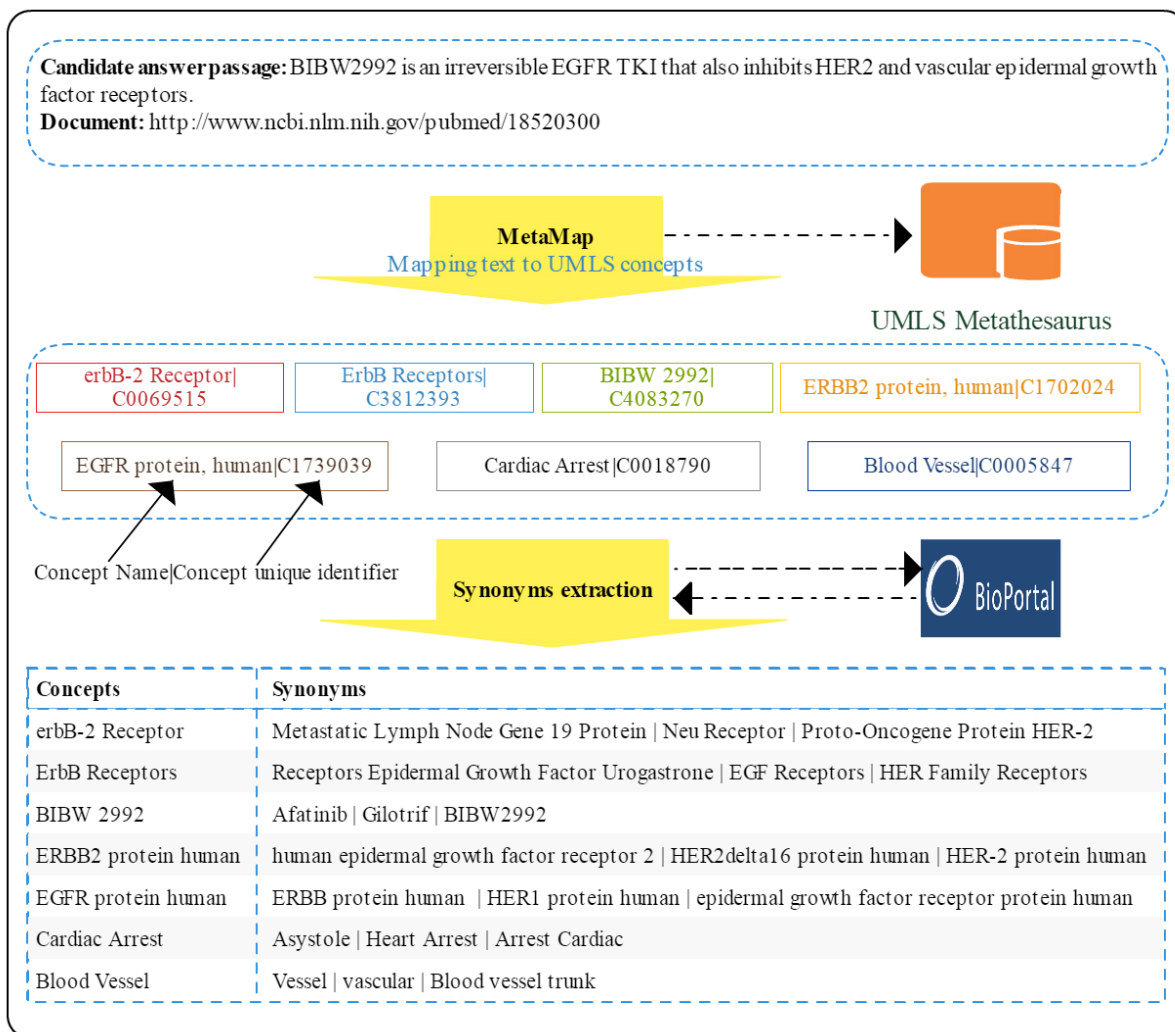 Candidate answer passage: BIBW2992 is an irreversible EGFR TKI that also inhibits HER2 and vascular epidermal growth
factor receptors.
Document: http://www.ncbi.nlm.nih.gov/pubmed/18520300
MetaMap
Mapping text to UMLS concepts
UMLS Metathesaurus
erbB-2 Receptor|
C0069515
ErbB Receptors|
C3812393
BIBW 2992|
C4083270
ERBB2 protein, human|C1702024
EGFR protein, human|C1739039
Cardiac Arrest|C0018790
Blood Vessel|C0005847
Concept Name|Concept unique identifier
Synonyms extraction
BioPortal
Concepts Synonyms
erbB-2 Receptor Metastatic Lymph Node Gene 19 Protein | Neu Receptor | Proto-Oncogene Protein HER-2
ErbB Receptors Receptors Epidermal Growth Factor Urogastrone | EGF Receptors | HER Family Receptors
BIBW 2992 Afatinib | Gilotrif | BIBW2992
ERBB2 protein human human epidermal growth factor receptor 2 | HER2delta16 protein human | HER-2 protein human
EGFR protein human ERBB protein human | HER1 protein human | epidermal growth factor receptor protein human
Cardiac Arrest Asystole | Heart Arrest | Arrest Cardiac
Blood Vessel Vessel | vascular | Blood vessel trunk